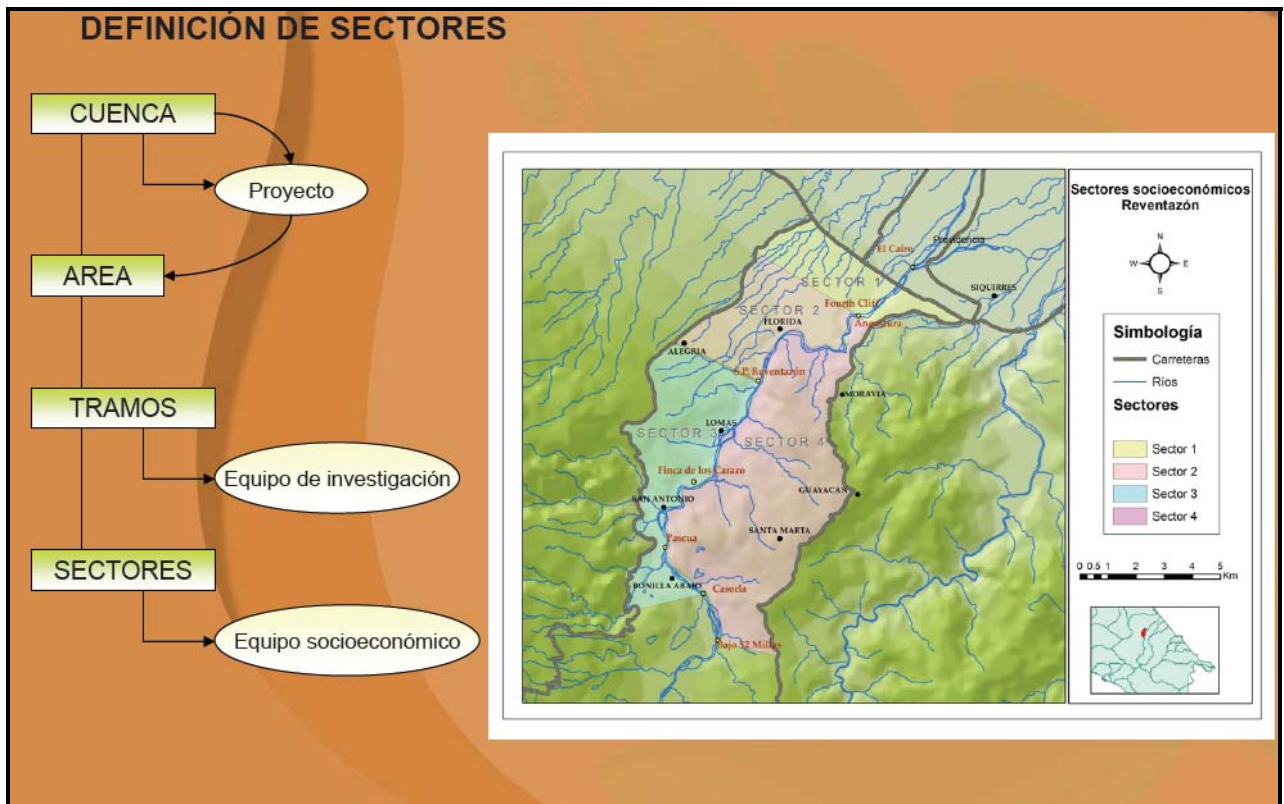 DEFINICIÓN DE SECTORES
CUENCA
Proyecto
AREA
TRAMOS
Equipo de investigación
SECTORES
Equipo socioeconómico
El Cairo
Providencia
SIQUIRRES
SECTOR 1
Fourth Cliff
Angostura
SECTOR 2
FLORIDA
ALEGRIA
S.P. Reventazón
MORAVIA
LOMAS
SECTOR 3
SECTOR 4
Finca de los Carazo
GUAYACAN
SAN ANTONIO
SANTA MARTA
Pascua
BONILLA ABAJO
Casorla
Bajo 52 Millas
Sectores socioeconómicos
Reventazón
N
W
E
S
Simbología
Carreteras
Ríos
Sectores
Sector 1
Sector 2
Sector 3
Sector 4
0 0.5 1 2 3 4 5
Km